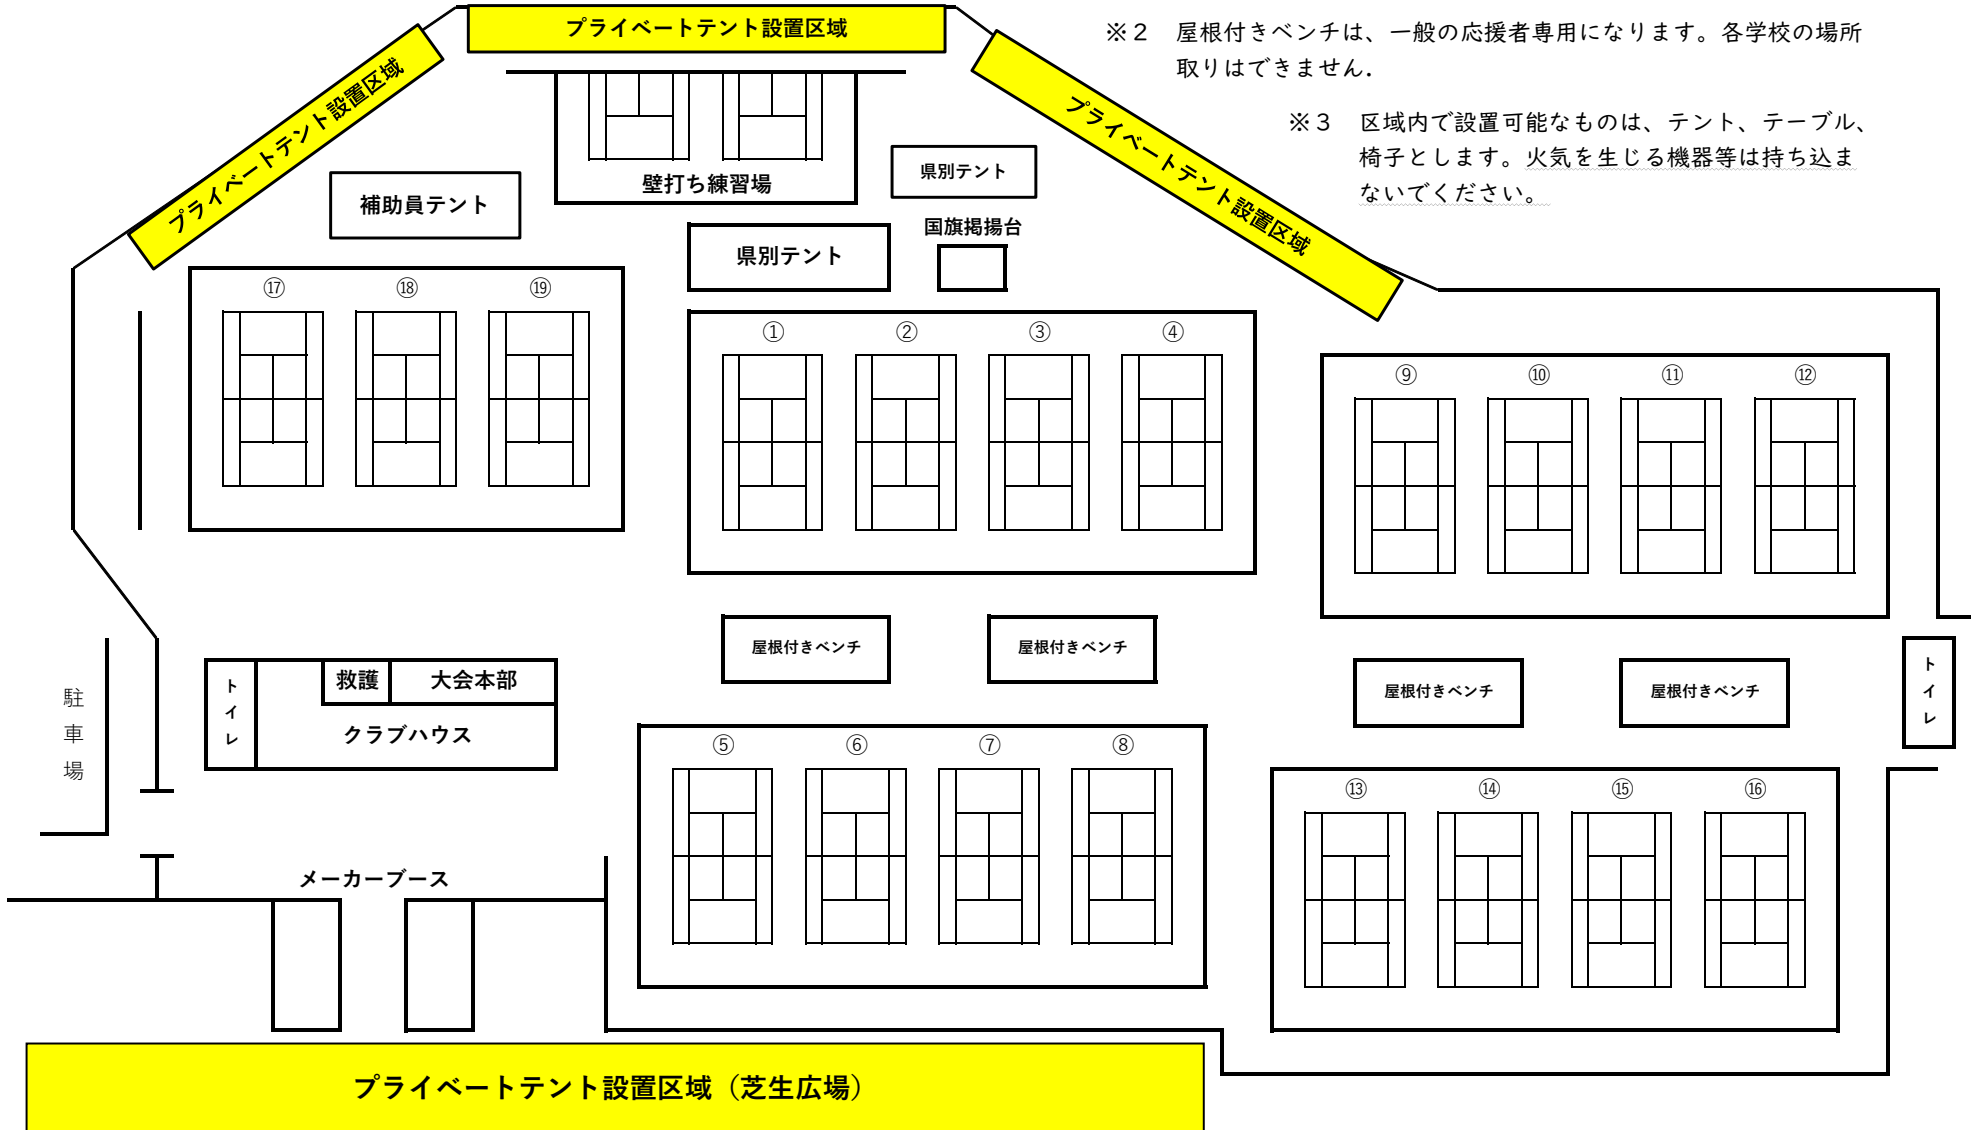 プライベートテント設置区域
※２　屋根付きベンチは、一般の応援者専用になります。各学校の場所
取りはできません．
プライベートテント設置区域
プライベートテント設置区域
※３　区域内で設置可能なものは、テント、テーブル、
椅子とします。火気を生じる機器等は持ち込ま
ないでください。
壁打ち練習場
県別テント
補助員テント
国旗掲揚台
県別テント
⑰ ⑱ ⑲
① ② ③ ④
⑨ ⑩ ⑪ ⑫
屋根付きベンチ
屋根付きベンチ
屋根付きベンチ
屋根付きベンチ
トイレ
トイレ
救護
大会本部
クラブハウス
駐車場
⑤ ⑥ ⑦ ⑧
⑬ ⑭ ⑮ ⑯
メーカーブース
プライベートテント設置区域（芝生広場）